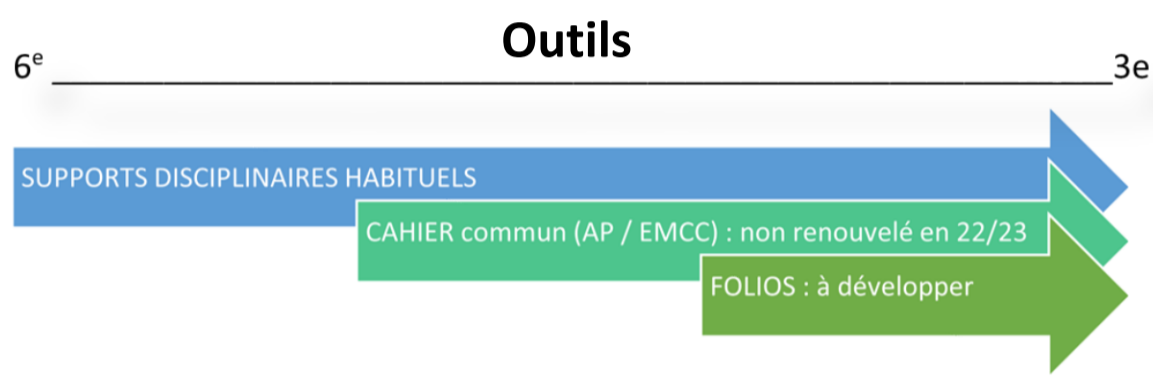 Outils
6e 3e
SUPPORTS DISCIPLINAIRES HABITUELS
CAHIER commun (AP / EMCC) : non renouvelé en 22/23
FOLIOS : à développer